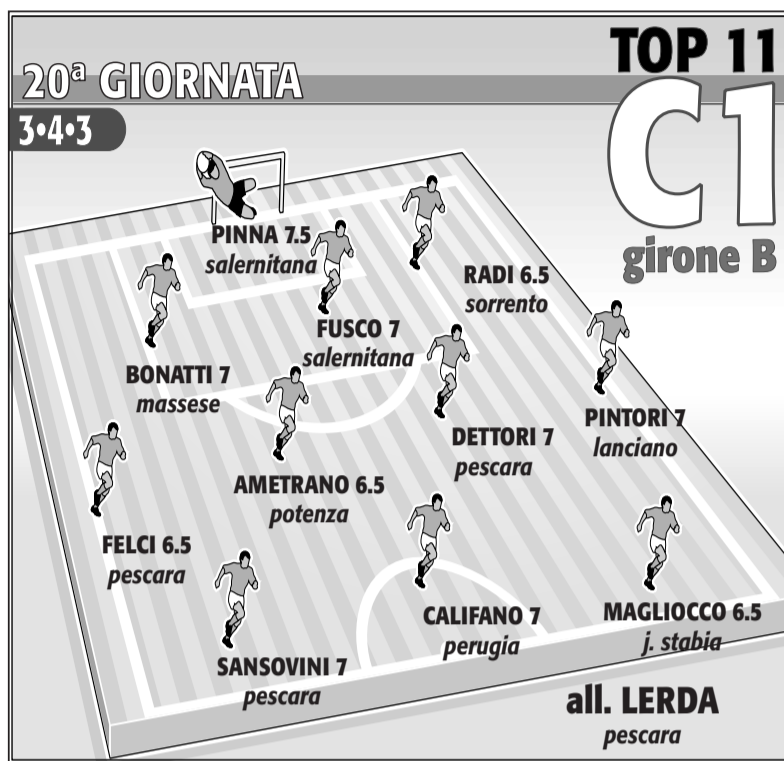 20ª GIORNATA
TOP 11
3•4•3
C1
girone B
PINNA 7.5
salernitana
RADI 6.5
sorrento
FUSCO 7
salernitana
BONATTI 7
massese
PINTORI 7
lanciano
DETTORI 7
pescara
AMETRANO 6.5
potenza
FELCI 6.5
pescara
CALIFANO 7
perugia
MAGLIOCCO 6.5
j. stabia
SANSOVINI 7
pescara
all. LERDA
pescara